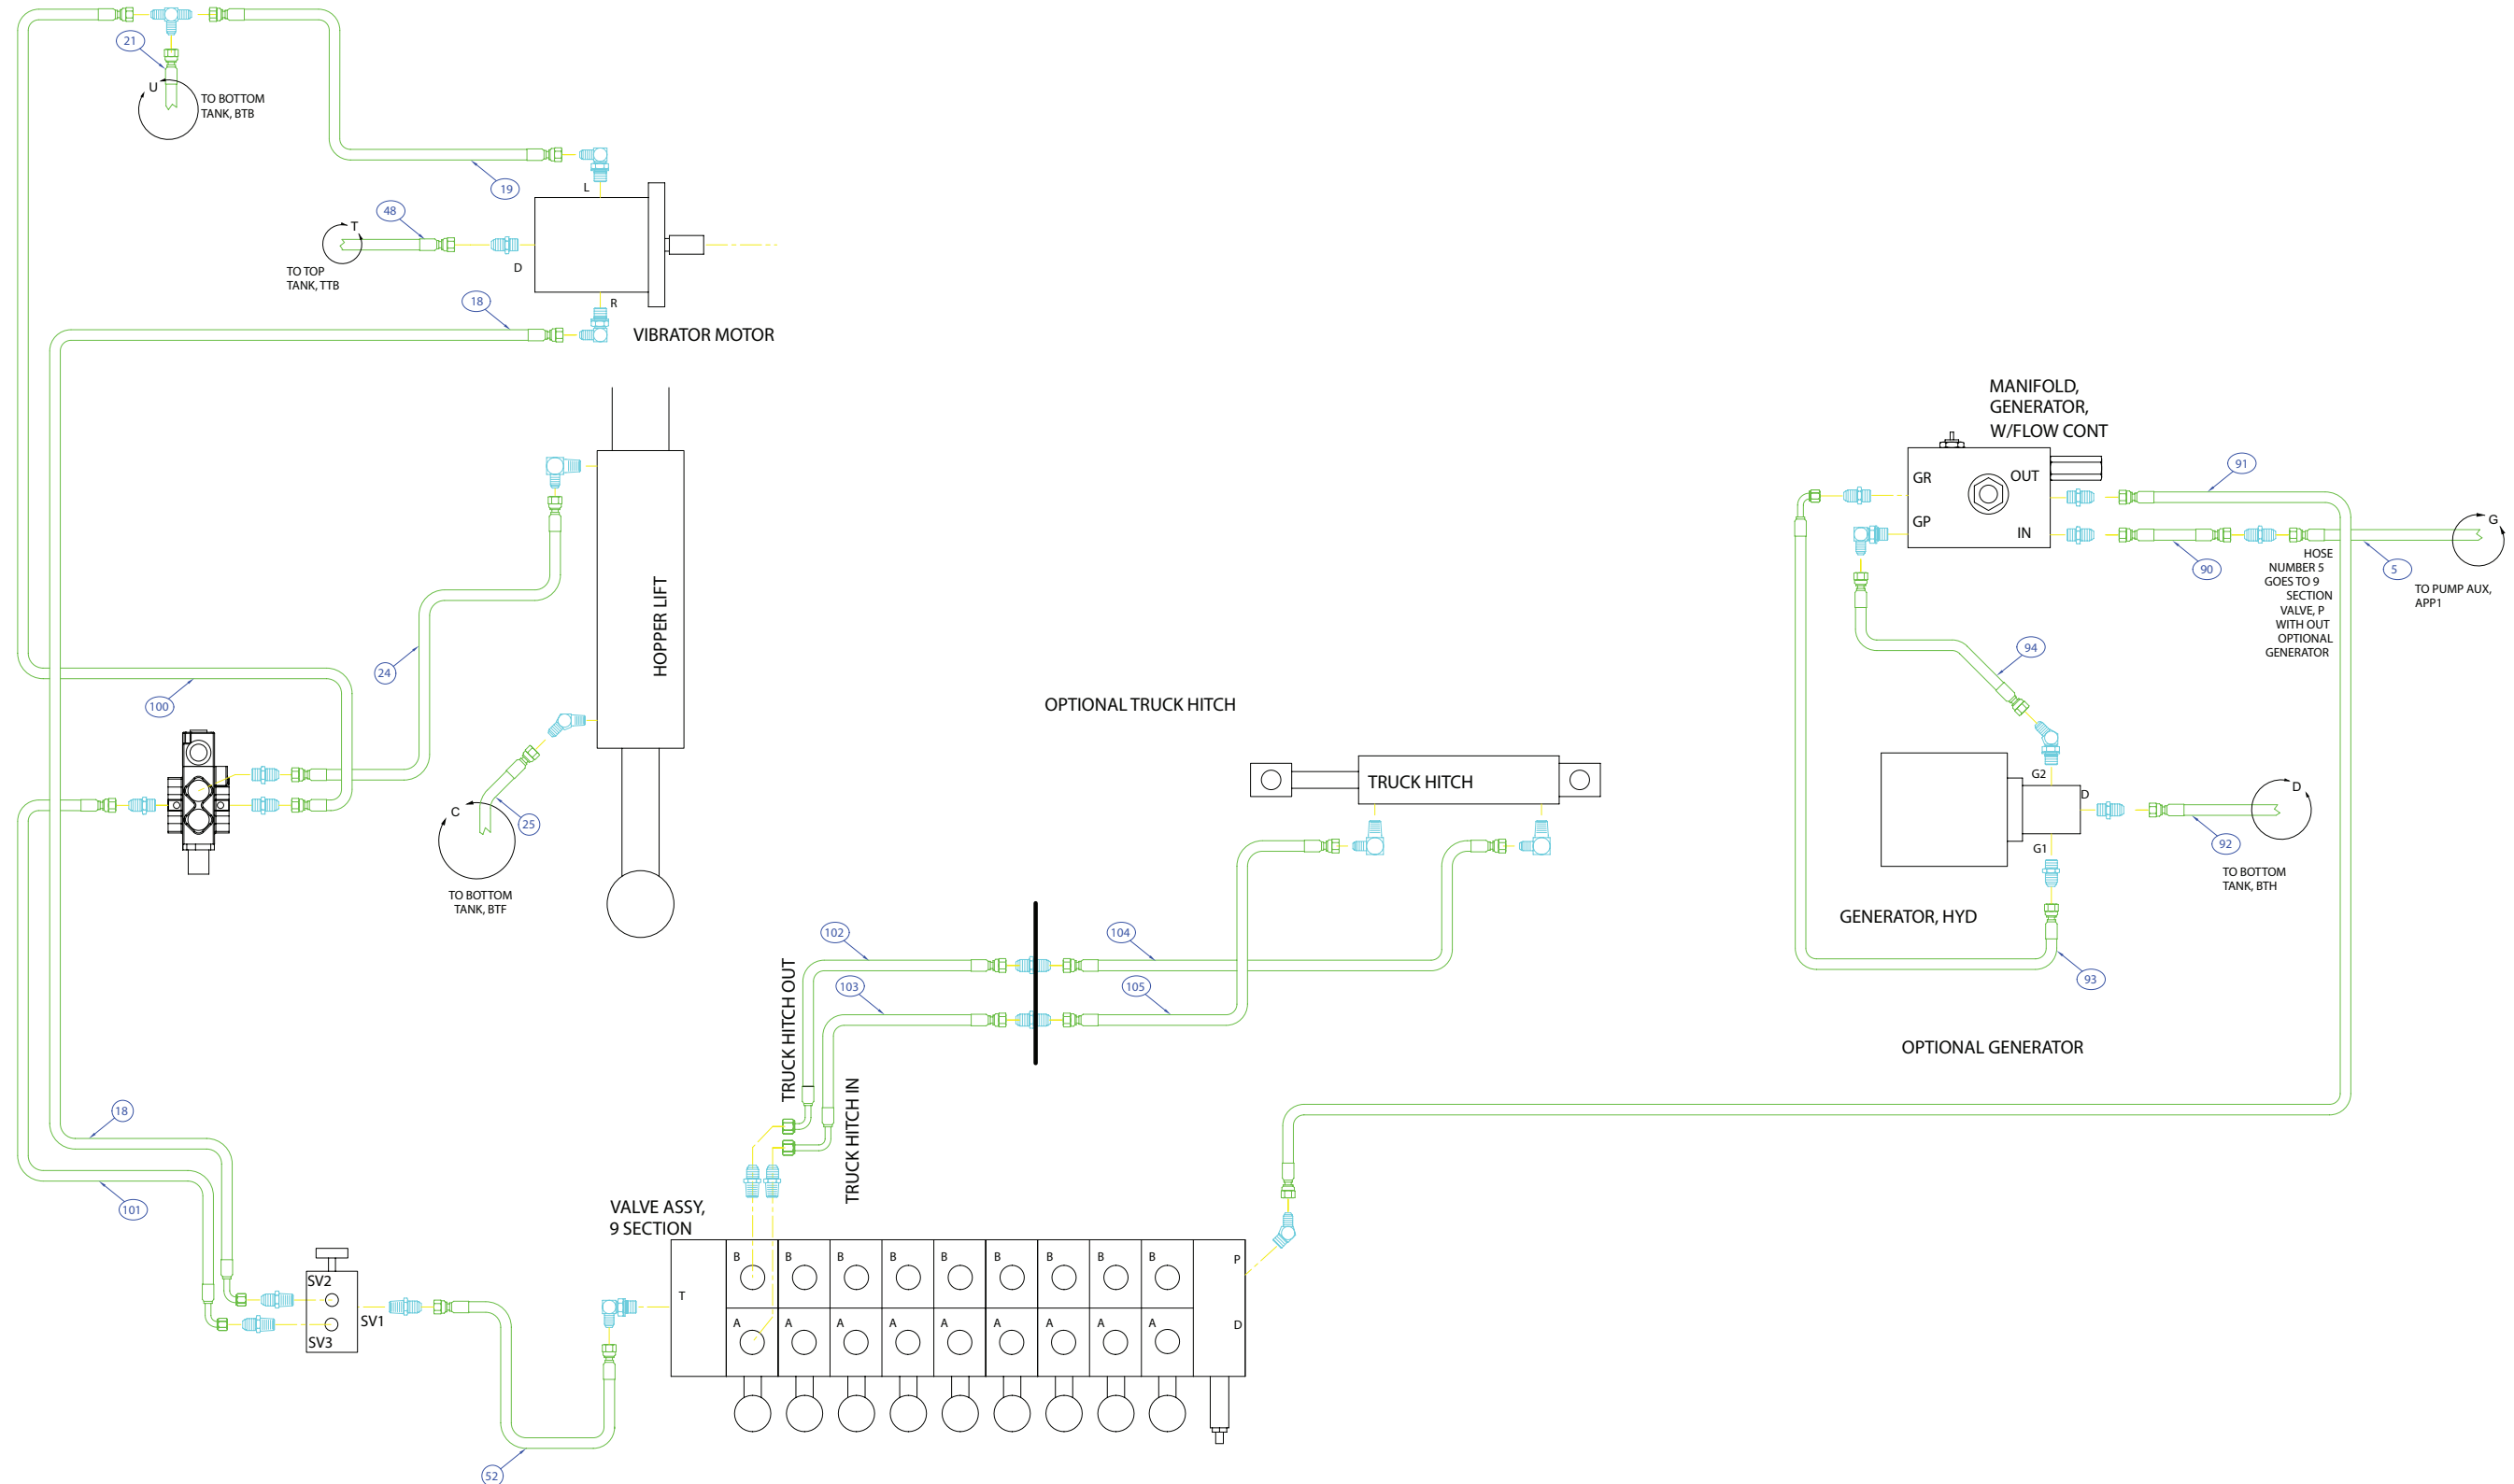 21
U
TO BOTTOM
TANK, BTB
19
L
48
T
TO TOP
TANK, TTB
D
18
R
VIBRATOR MOTOR
HOPPER LIFT
24
100
C
25
TO BOTTOM
TANK, BTF
18
101
SV2
SV3
SV1
52
OPTIONAL TRUCK HITCH
TRUCK HITCH
102
104
103
105
TRUCK HITCH OUT
TRUCK HITCH IN
VALVE ASSY,
9 SECTION
T
B B B B B B B B B
A A A A A A A A A
P
D
MANIFOLD,
GENERATOR,
W/FLOW CONT
GR
OUT
GP
IN
91
90
5
G
HOSE
NUMBER 5
GOES TO 9
SECTION
VALVE, P
WITH OUT
OPTIONAL
GENERATOR
TO PUMP AUX,
APP1
94
G2
D
G1
D
92
TO BOTTOM
TANK, BTH
GENERATOR, HYD
93
OPTIONAL GENERATOR